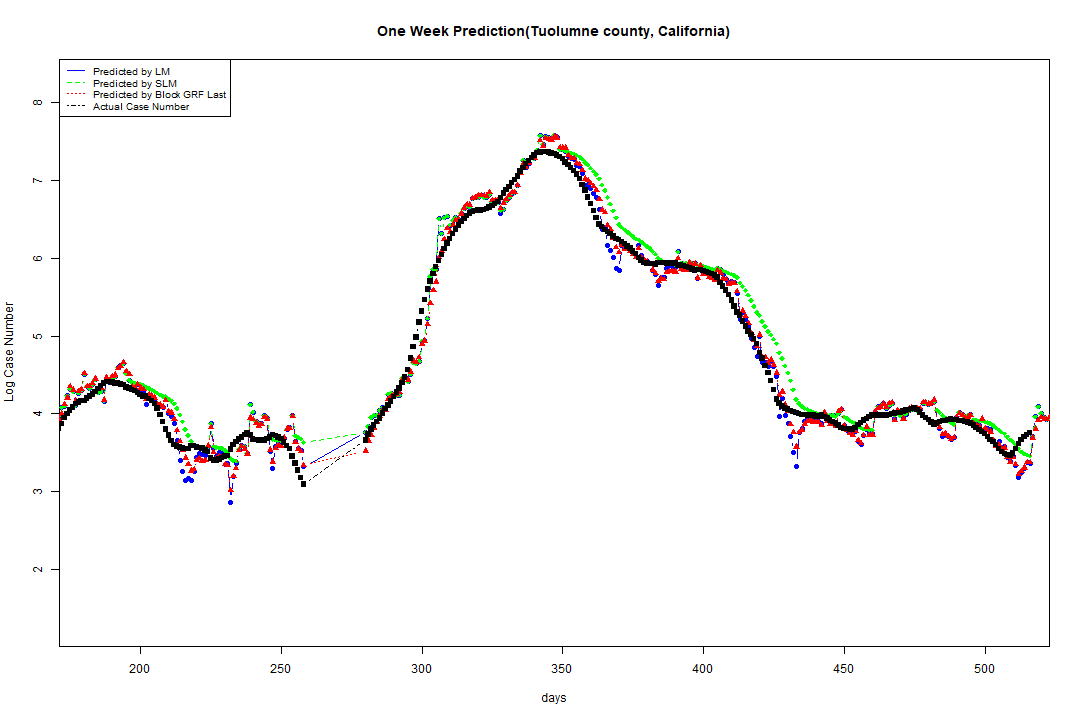 One Week Prediction(Tuolumne county, California)
Predicted by LM
Predicted by SLM
Predicted by Block GRF Last
Actual Case Number
Log Case Number
8
7
6
5
4
3
2
200 250 300 350 400 450 500
days